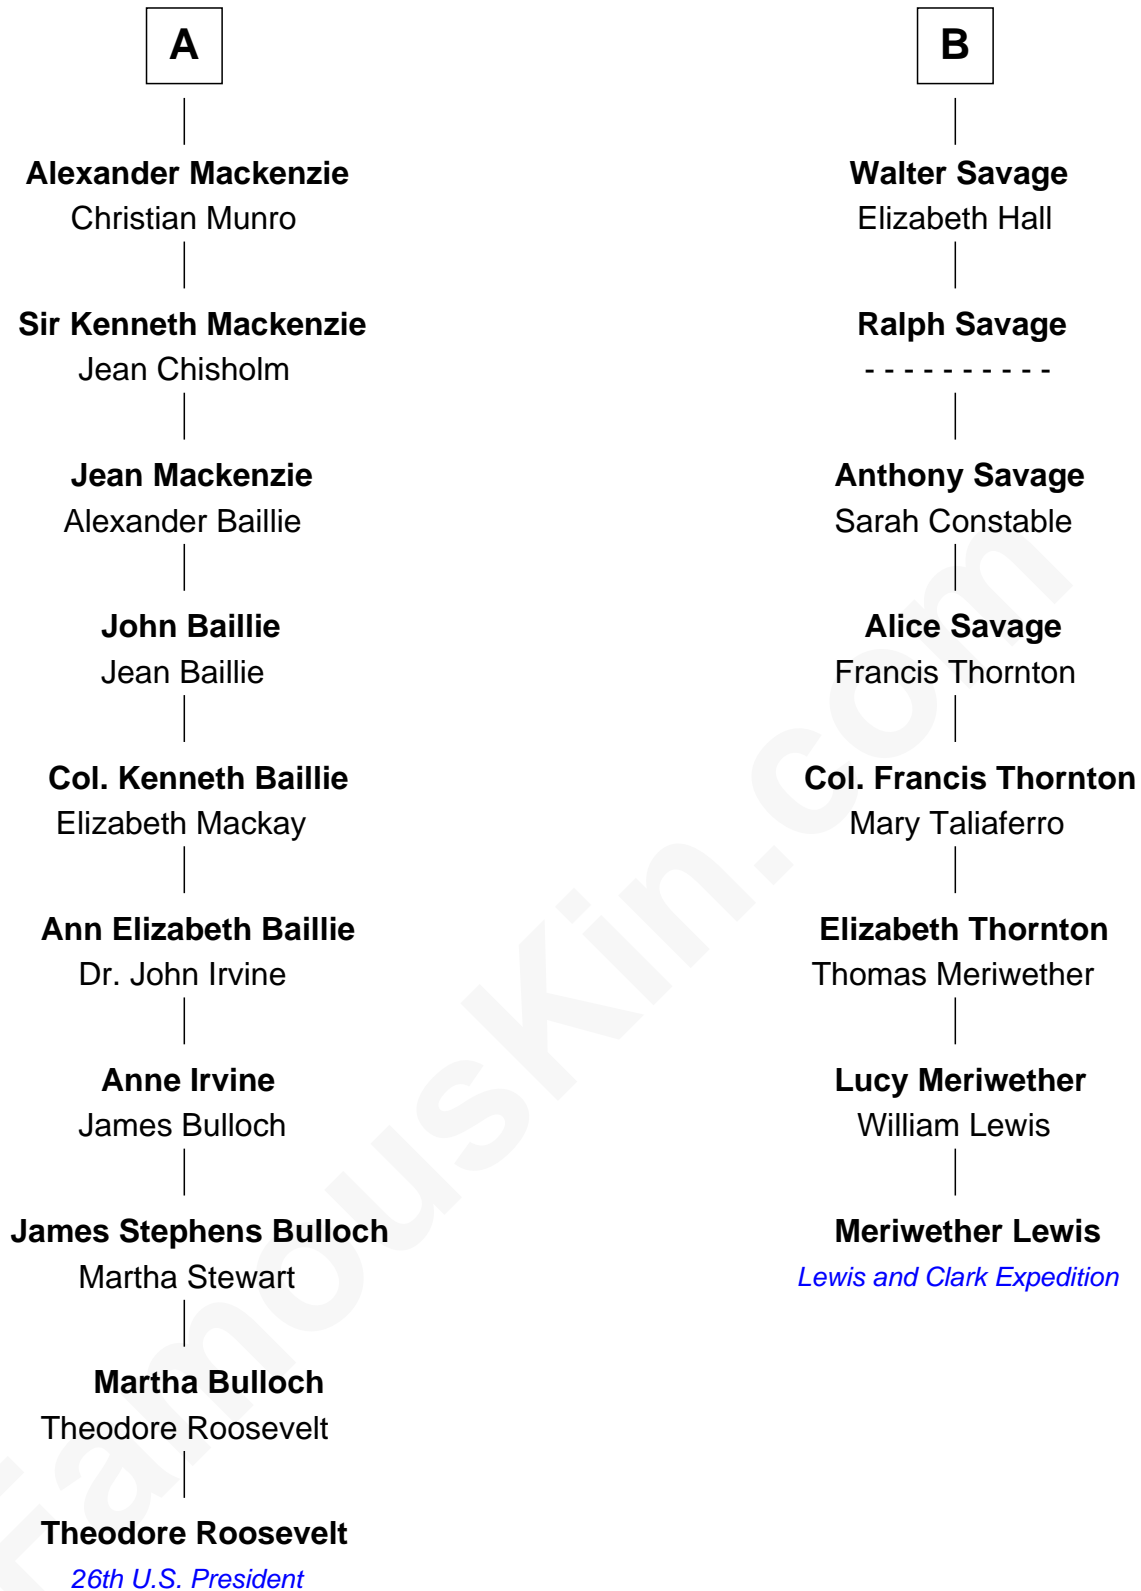 A
Alexander Mackenzie
Christian Munro
Sir Kenneth Mackenzie
Jean Chisholm
Jean Mackenzie
Alexander Baillie
John Baillie
Jean Baillie
Col. Kenneth Baillie
Elizabeth Mackay
Ann Elizabeth Baillie
Dr. John Irvine
Anne Irvine
James Bulloch
James Stephens Bulloch
Martha Stewart
Martha Bulloch
Theodore Roosevelt
Theodore Roosevelt
26th U.S. President
B
Walter Savage
Elizabeth Hall
Ralph Savage
- - - - - - - - - -
Anthony Savage
Sarah Constable
Alice Savage
Francis Thornton
Col. Francis Thornton
Mary Taliaferro
Elizabeth Thornton
Thomas Meriwether
Lucy Meriwether
William Lewis
Meriwether Lewis
Lewis and Clark Expedition
FamousKin.com